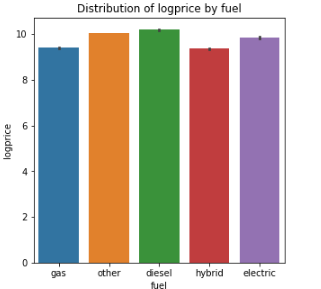 Distribution of logprice by fuel
logprice
10
8
6
4
2
0
gas other diesel hybrid electric
fuel